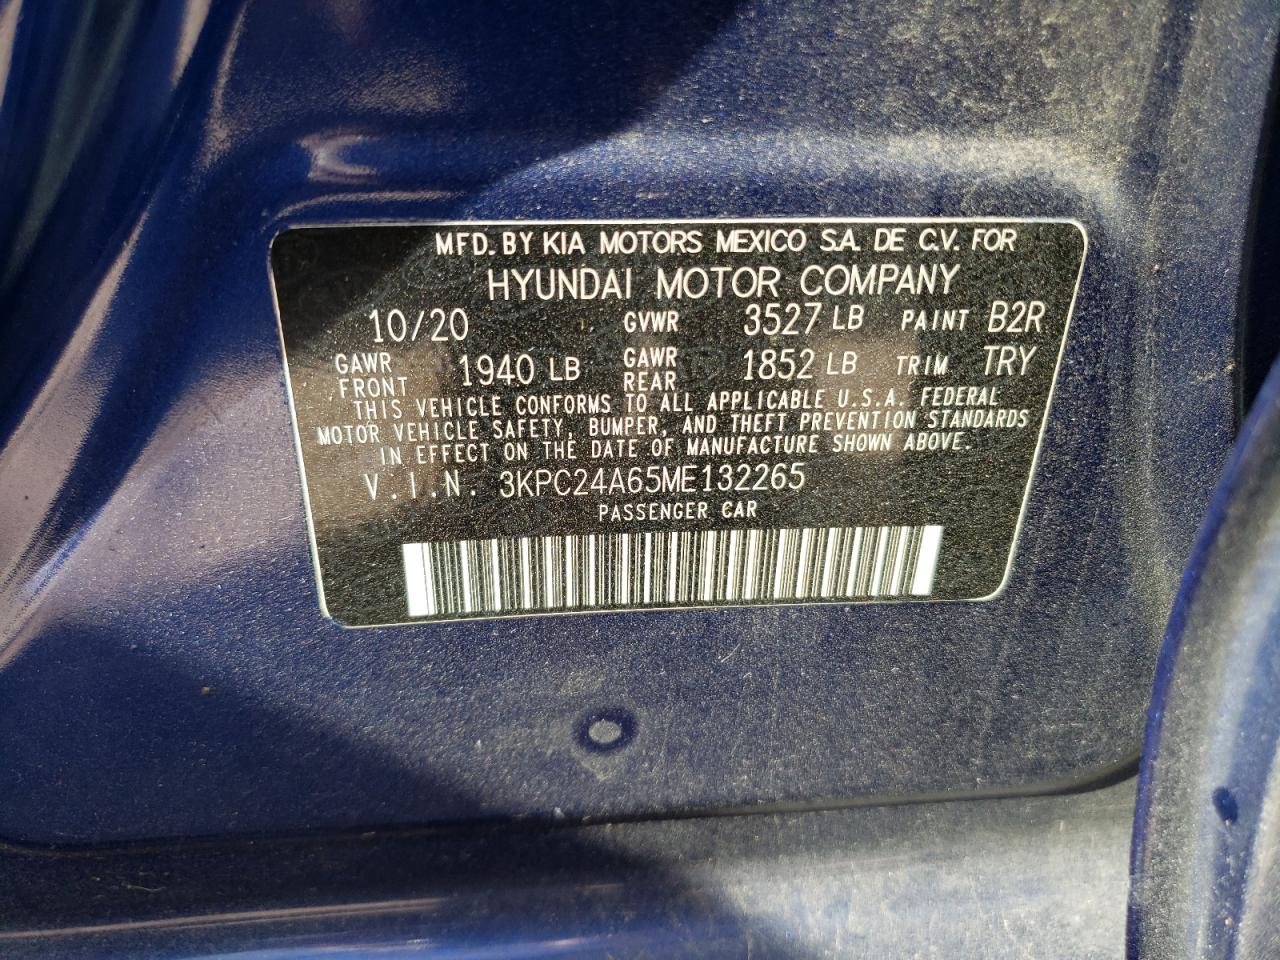 MFD. BY KIA MOTORS MEXICO S.A. DE C.V. FOR
HYUNDAI MOTOR COMPANY
10/20 GVWR 3527 LB PAINT B2R
GAWR FRONT 1940 LB GAWR REAR 1852 LB TRIM TRY
THIS VEHICLE CONFORMS TO ALL APPLICABLE U.S.A. FEDERAL
MOTOR VEHICLE SAFETY, BUMPER, AND THEFT PREVENTION STANDARDS
IN EFFECT ON THE DATE OF MANUFACTURE SHOWN ABOVE.
V.I.N. 3KPC24A65ME132265
PASSENGER CAR